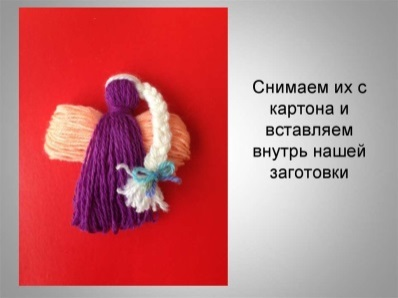 Снимаем их с
картона и
вставляем
внутрь нашей
заготовки